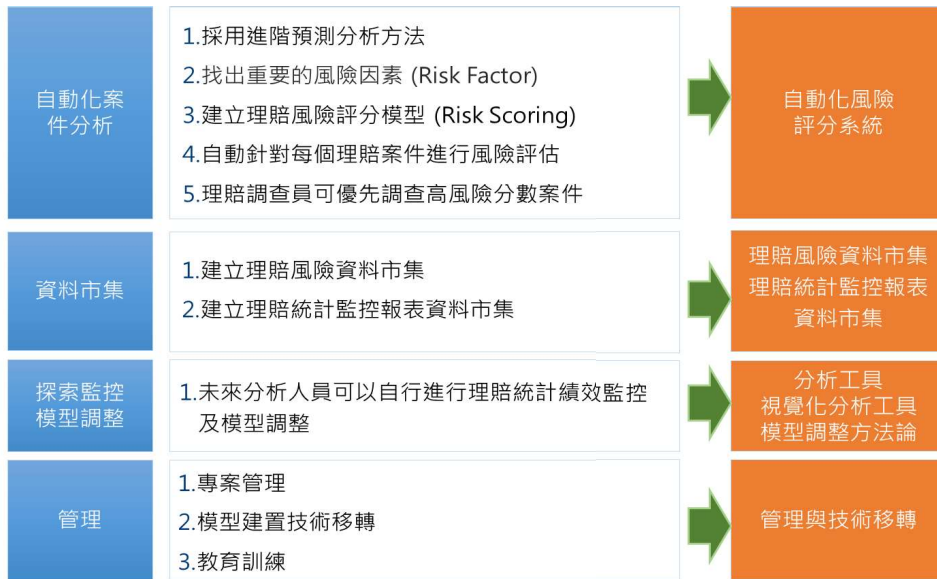 自動化案
件分析
1.採用進階預測分析方法
2.找出重要的風險因素 (Risk Factor)
3.建立理賠風險評分模型 (Risk Scoring)
4.自動針對每個理賠案件進行風險評估
5.理賠調查員可優先調查高風險分數案件
自動化風險
評分系統
資料市集
1.建立理賠風險資料市集
2.建立理賠統計監控報表資料市集
理賠風險資料市集
理賠統計監控報表
資料市集
探索監控
模型調整
1.未來分析人員可以自行進行理賠統計績效監控
及模型調整
分析工具
視覺化分析工具
模型調整方法論
管理
1.專案管理
2.模型建置技術移轉
3.教育訓練
管理與技術移轉